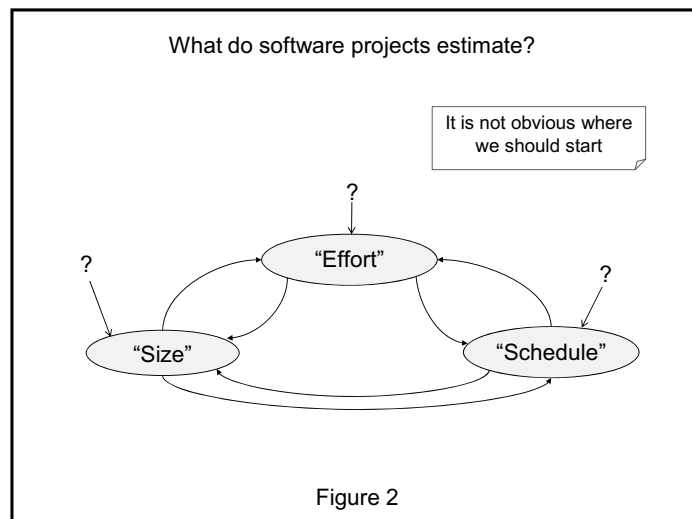 What do software projects estimate?
It is not obvious where
we should start
?
“Effort”
?
?
“Size”
“Schedule”
Figure 2